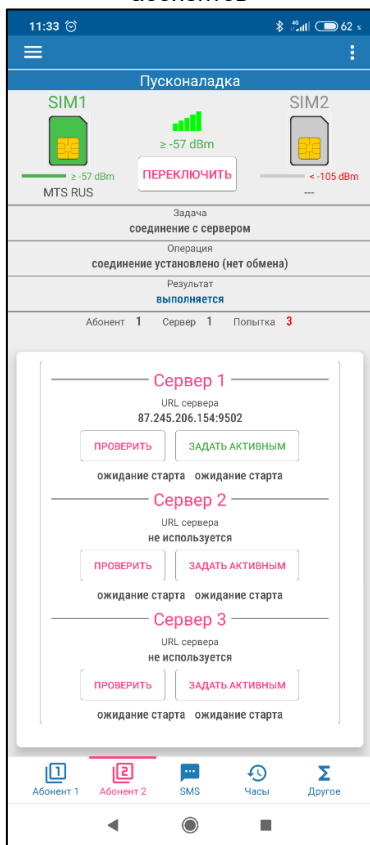 абонентов
11:33 4G 62 %
Пусконаладка
SIM1 SIM2
≥ -57 dBm
≥ -57 dBm ПЕРЕКЛЮЧИТЬ < -105 dBm
MTS RUS ---
Задача
соединение с сервером
Операция
соединение установлено (нет обмена)
Результат
выполняется
Абонент 1 Сервер 1 Попытка 3
Сервер 1
URL сервера
87.245.206.154:9502
ПРОВЕРИТЬ ЗАДАТЬ АКТИВНЫМ
ожидание старта ожидание старта
Сервер 2
URL сервера
не используется
ПРОВЕРИТЬ ЗАДАТЬ АКТИВНЫМ
ожидание старта ожидание старта
Сервер 3
URL сервера
не используется
ПРОВЕРИТЬ ЗАДАТЬ АКТИВНЫМ
ожидание старта ожидание старта
1 2 Σ
Абонент 1 Абонент 2 SMS Часы Другое